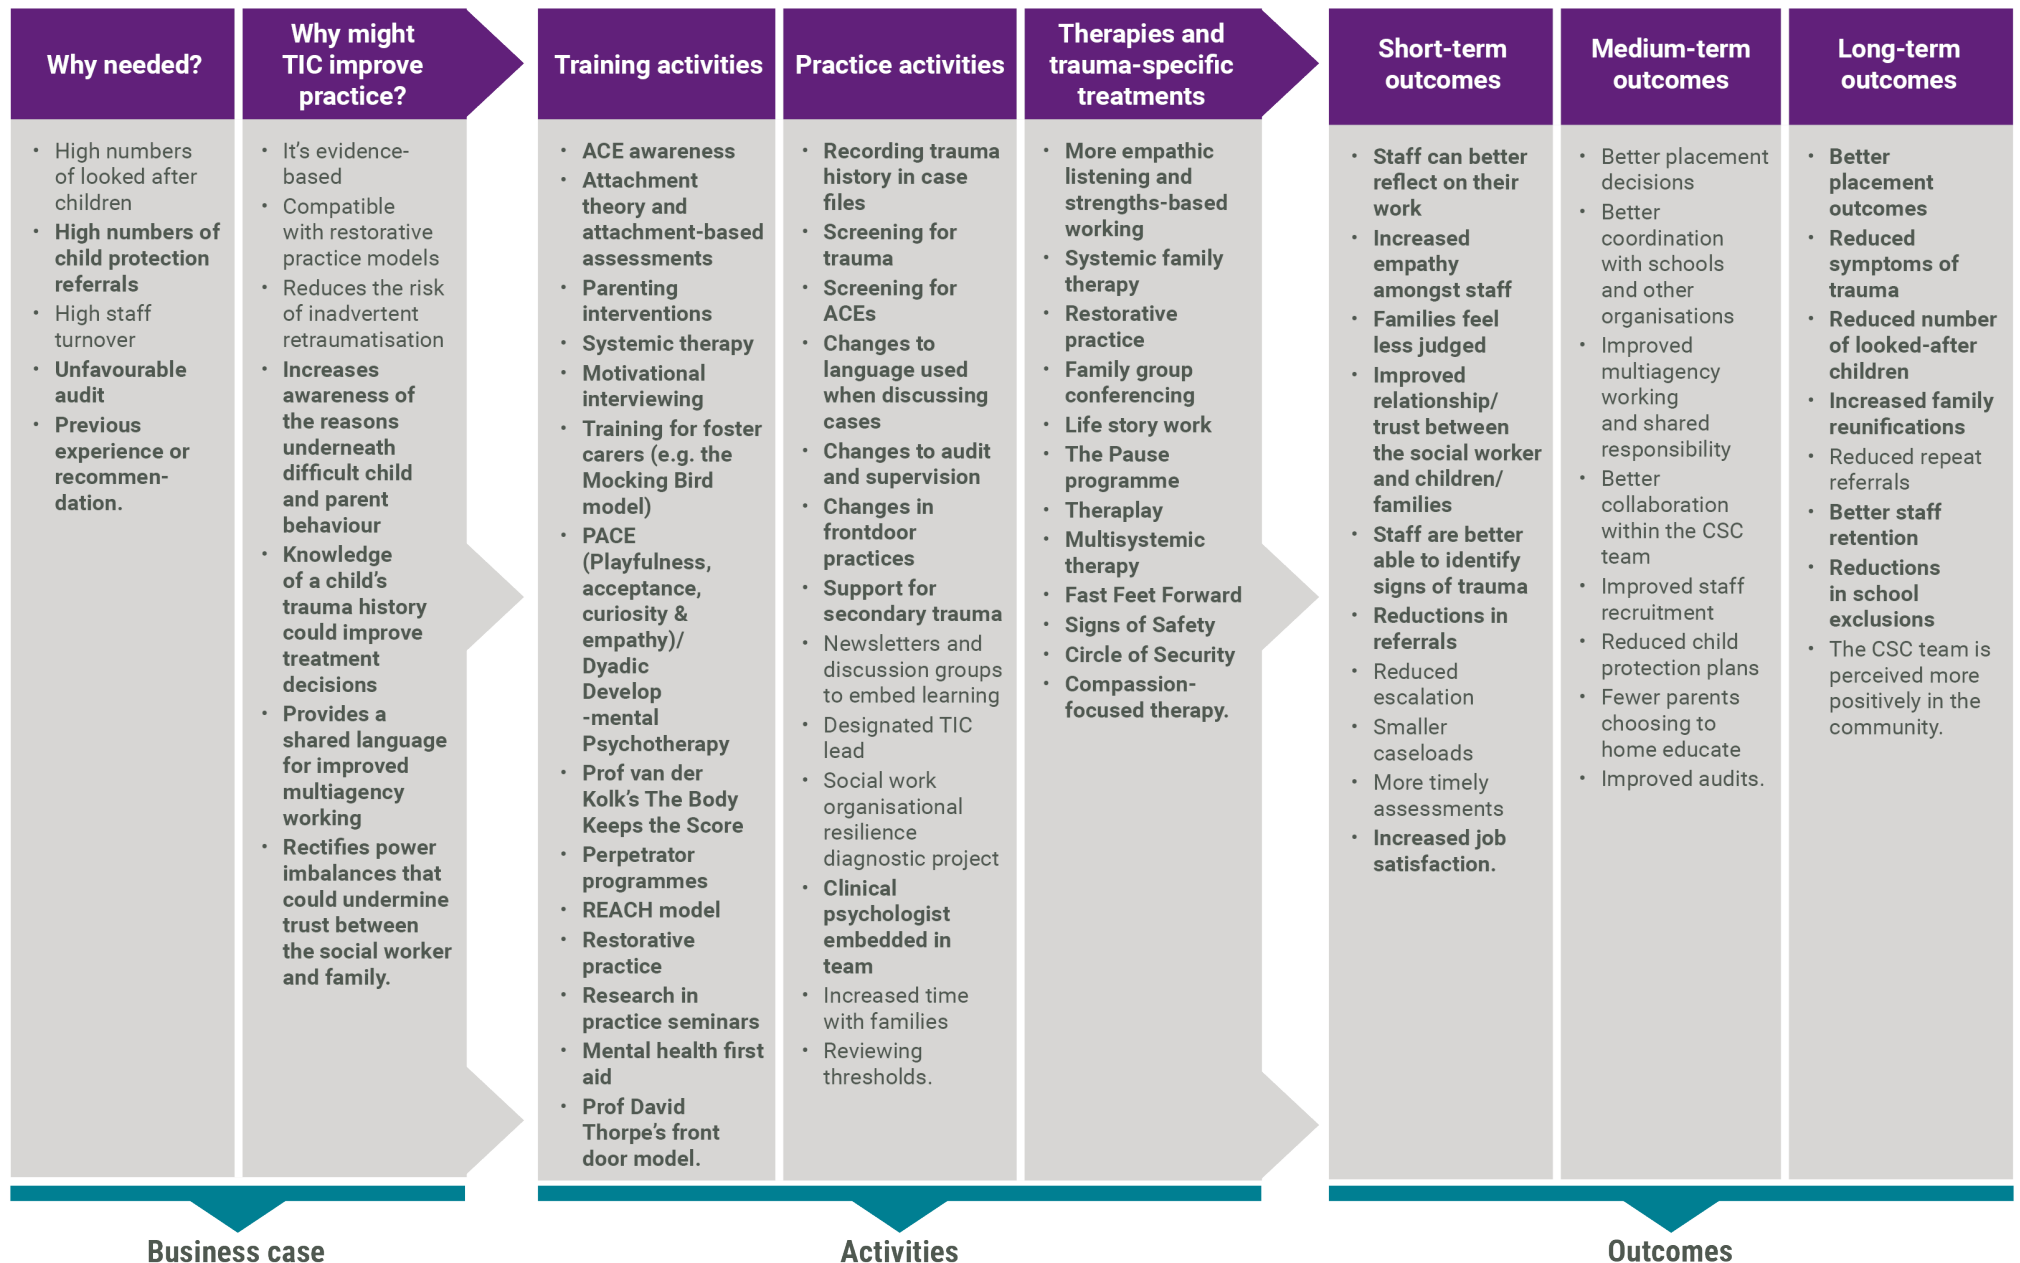 Why needed?
• High numbers
of looked after
children
• High numbers of
child protection
referrals
• High staff
turnover
• Unfavourable
audit
• Previous
experience or
recommen-
dation.
Why might
TIC improve
practice?
• It’s evidence-
based
• Compatible
with restorative
practice models
• Reduces the risk
of inadvertent
retraumatisation
• Increases
awareness of
the reasons
underneath
difficult child
and parent
behaviour
• Knowledge
of a child’s
trauma history
could improve
treatment
decisions
• Provides a
shared language
for improved
multiagency
working
• Rectifies power
imbalances that
could undermine
trust between
the social worker
and family.
Business case
Training activities
• ACE awareness
• Attachment
theory and
attachment-based
assessments
• Parenting
interventions
• Systemic therapy
• Motivational
interviewing
• Training for foster
carers (e.g. the
Mocking Bird
model)
• PACE
(Playfulness,
acceptance,
curiosity &
empathy)/
Dyadic
Develop
-mental
Psychotherapy
• Prof van der
Kolk’s The Body
Keeps the Score
• Perpetrator
programmes
• REACH model
• Restorative
practice
• Research in
practice seminars
• Mental health first
aid
• Prof David
Thorpe’s front
door model.
Practice activities
• Recording trauma
history in case
files
• Screening for
trauma
• Screening for
ACEs
• Changes to
language used
when discussing
cases
• Changes to audit
and supervision
• Changes in
frontdoor
practices
• Support for
secondary trauma
• Newsletters and
discussion groups
to embed learning
• Designated TIC
lead
• Social work
organisational
resilience
diagnostic project
• Clinical
psychologist
embedded in
team
• Increased time
with families
• Reviewing
thresholds.
Therapies and
trauma-specific
treatments
• More empathic
listening and
strengths-based
working
• Systemic family
therapy
• Restorative
practice
• Family group
conferencing
• Life story work
• The Pause
programme
• Theraplay
• Multisystemic
therapy
• Fast Feet Forward
• Signs of Safety
• Circle of Security
• Compassion-
focused therapy.
Activities
Short-term
outcomes
• Staff can better
reflect on their
work
• Increased
empathy
amongst staff
• Families feel
less judged
• Improved
relationship/
trust between
the social worker
and children/
families
• Staff are better
able to identify
signs of trauma
• Reductions in
referrals
• Reduced
escalation
• Smaller
caseloads
• More timely
assessments
• Increased job
satisfaction.
Medium-term
outcomes
• Better placement
decisions
• Better
coordination
with schools
and other
organisations
• Improved
multiagency
working
and shared
responsibility
• Better
collaboration
within the CSC
team
• Improved staff
recruitment
• Reduced child
protection plans
• Fewer parents
choosing to
home educate
• Improved audits.
Long-term
outcomes
• Better
placement
outcomes
• Reduced
symptoms of
trauma
• Reduced number
of looked-after
children
• Increased family
reunifications
• Reduced repeat
referrals
• Better staff
retention
• Reductions
in school
exclusions
• The CSC team is
perceived more
positively in the
community.
Outcomes